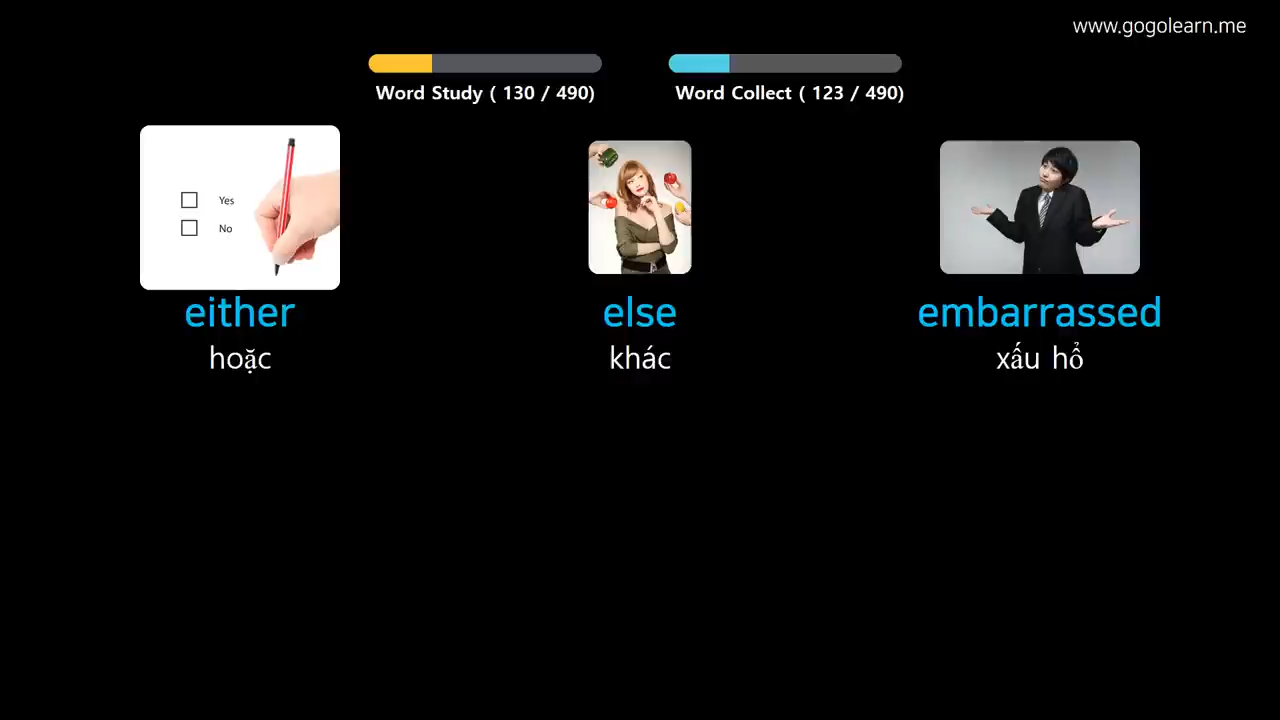 www.gogolearn.me
Word Study ( 130 / 490)
Word Collect ( 123 / 490)
Yes
No
either
else
embarrassed
hoặc
khác
xấu hổ